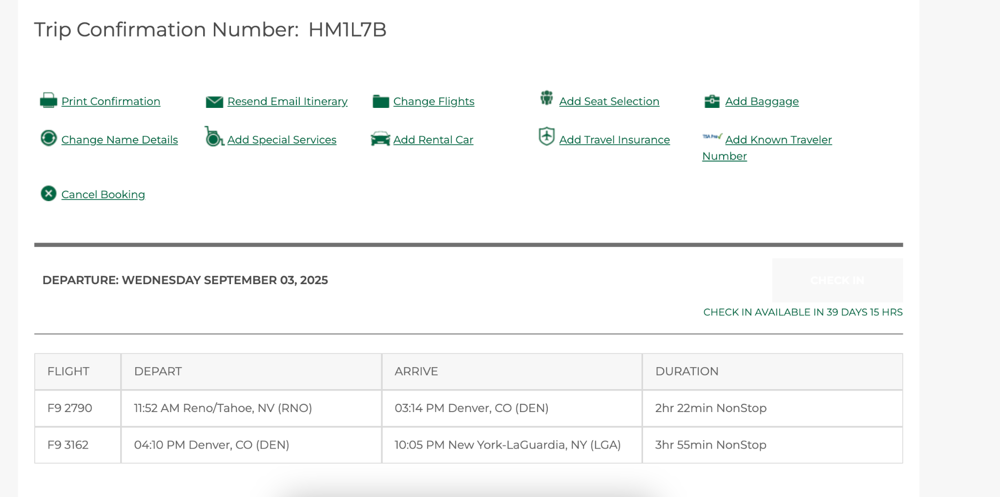 Trip Confirmation Number: HM1L7B
Print Confirmation
Resend Email Itinerary
Change Flights
Add Seat Selection
Add Baggage
Change Name Details
Add Special Services
Add Rental Car
Add Travel Insurance
TSA Pre✓ Add Known Traveler
Number
Cancel Booking
DEPARTURE: WEDNESDAY SEPTEMBER 03, 2025
CHECK IN
CHECK IN AVAILABLE IN 39 DAYS 15 HRS
FLIGHT DEPART ARRIVE DURATION
F9 2790 11:52 AM Reno/Tahoe, NV (RNO) 03:14 PM Denver, CO (DEN) 2hr 22min NonStop
F9 3162 04:10 PM Denver, CO (DEN) 10:05 PM New York-LaGuardia, NY (LGA) 3hr 55min NonStop